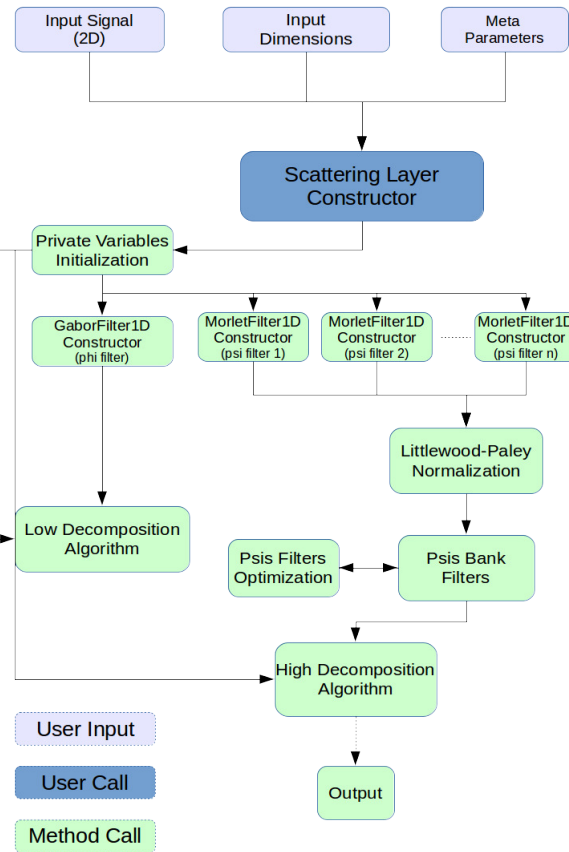 Input Signal
(2D)
Input
Dimensions
Meta
Parameters
Scattering Layer
Constructor
Private Variables
Initialization
GaborFilter1D
Constructor
(phi filter)
MorletFilter1D
Constructor
(psi filter 1)
MorletFilter1D
Constructor
(psi filter 2)
MorletFilter1D
Constructor
(psi filter n)
Littlewood-Paley
Normalization
Low Decomposition
Algorithm
Psis Filters
Optimization
Psis Bank
Filters
High Decomposition
Algorithm
User Input
User Call
Output
Method Call